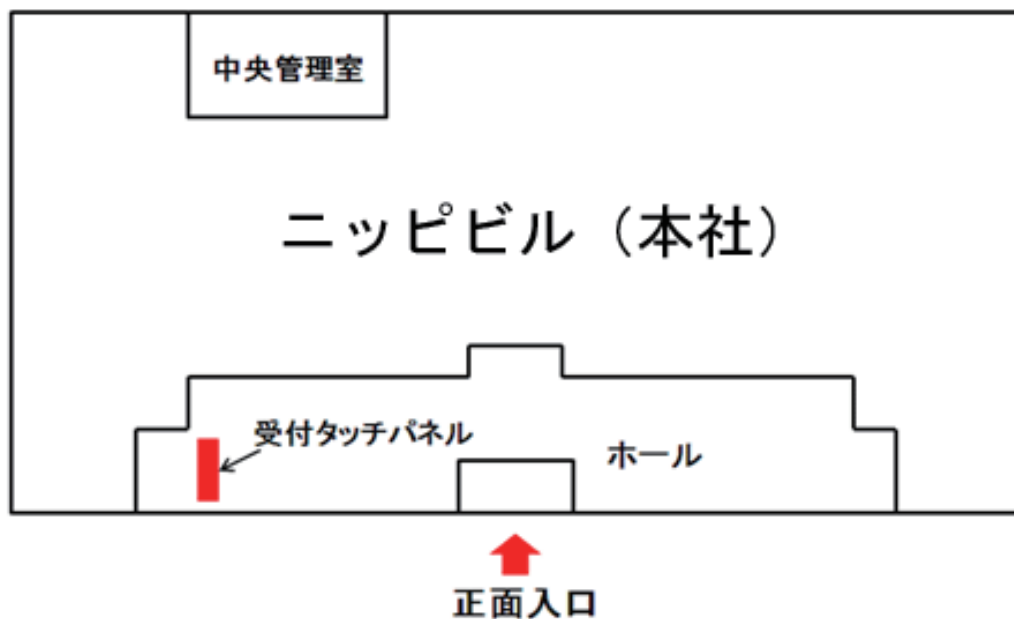 中央管理室
ニッピビル（本社）
受付タッチパネル
ホール
正面入口